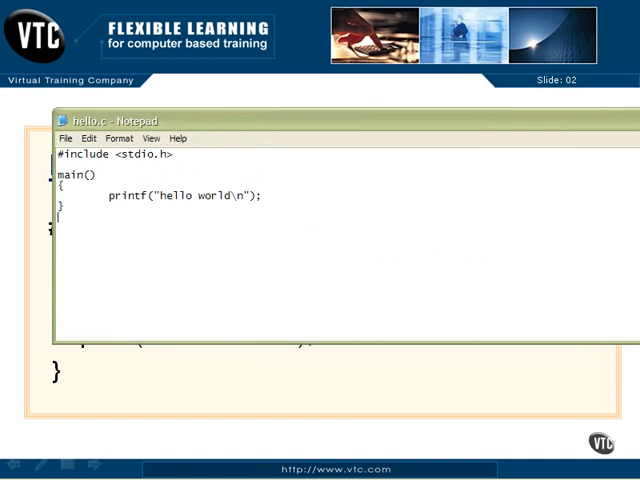 VTC
FLEXIBLE LEARNING
for computer based training
Virtual Training Company
Slide: 02
hello.c - Notepad
File Edit Format View Help
#include <stdio.h>
main()
{
printf("hello world\n");
}
}
VTC
http://www.vtc.com